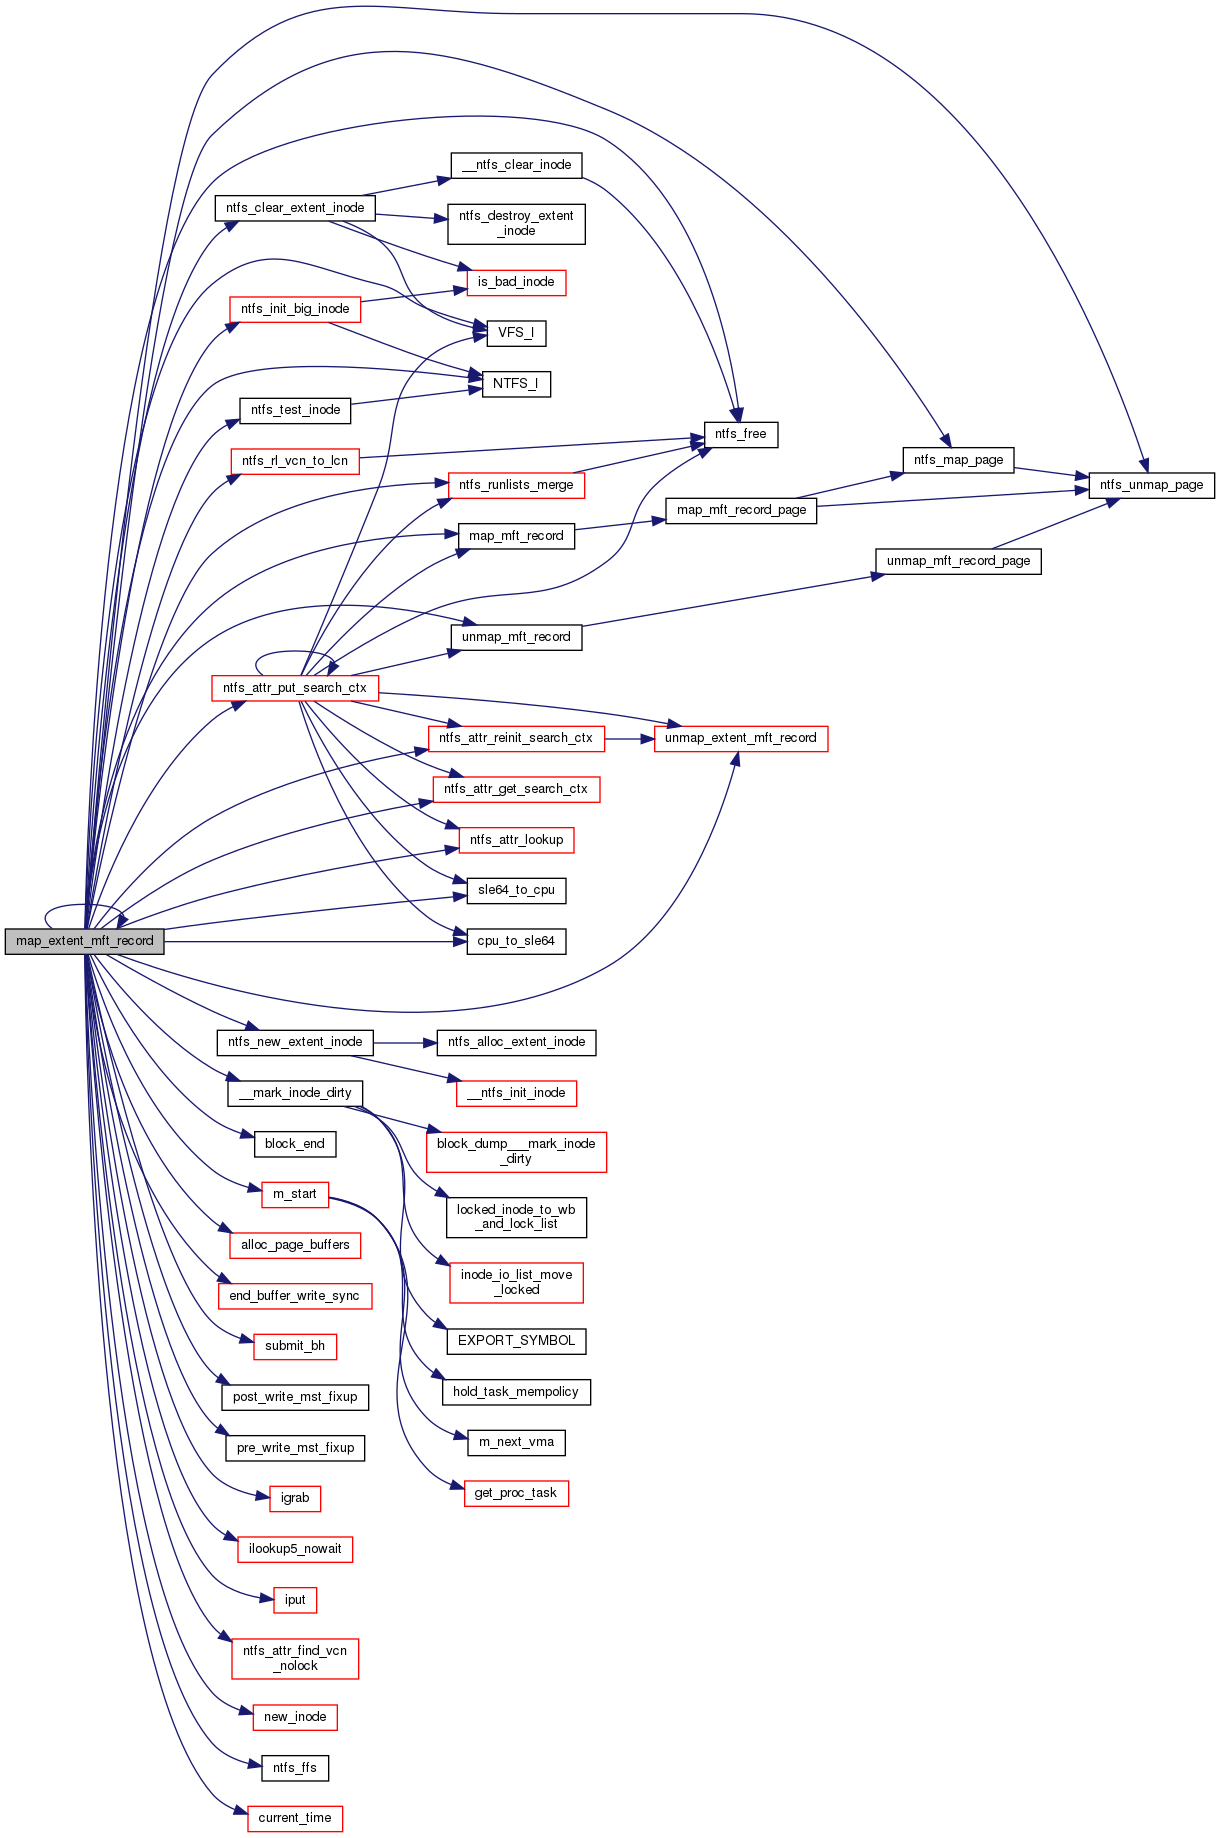 __ntfs_clear_inode
ntfs_clear_extent_inode
ntfs_destroy_extent
_inode
is_bad_inode
ntfs_init_big_inode
VFS_I
NTFS_I
ntfs_test_inode
ntfs_free
ntfs_rl_vcn_to_lcn
ntfs_map_page
ntfs_runlists_merge
ntfs_unmap_page
map_mft_record_page
map_mft_record
unmap_mft_record_page
unmap_mft_record
ntfs_attr_put_search_ctx
ntfs_attr_reinit_search_ctx
unmap_extent_mft_record
ntfs_attr_get_search_ctx
ntfs_attr_lookup
sle64_to_cpu
map_extent_mft_record
cpu_to_sle64
ntfs_new_extent_inode
ntfs_alloc_extent_inode
__mark_inode_dirty
__ntfs_init_inode
block_end
block_dump___mark_inode
_dirty
m_start
locked_inode_to_wb
_and_lock_list
alloc_page_buffers
inode_io_list_move
_locked
end_buffer_write_sync
submit_bh
EXPORT_SYMBOL
post_write_mst_fixup
hold_task_mempolicy
pre_write_mst_fixup
m_next_vma
igrab
get_proc_task
ilookup5_nowait
iput
ntfs_attr_find_vcn
_nolock
new_inode
ntfs_ffs
current_time